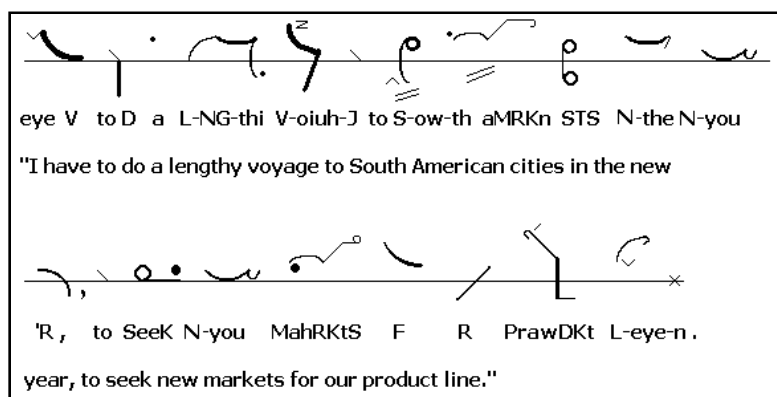 eye V to D a L-NG-thi V-oiuh-J to S-ow-th aMRKn STS N-the N-you
"I have to do a lengthy voyage to South American cities in the new
'R, to SeeK N-you MahRKtS F R PrawDKt L-eye-n.
year, to seek new markets for our product line."